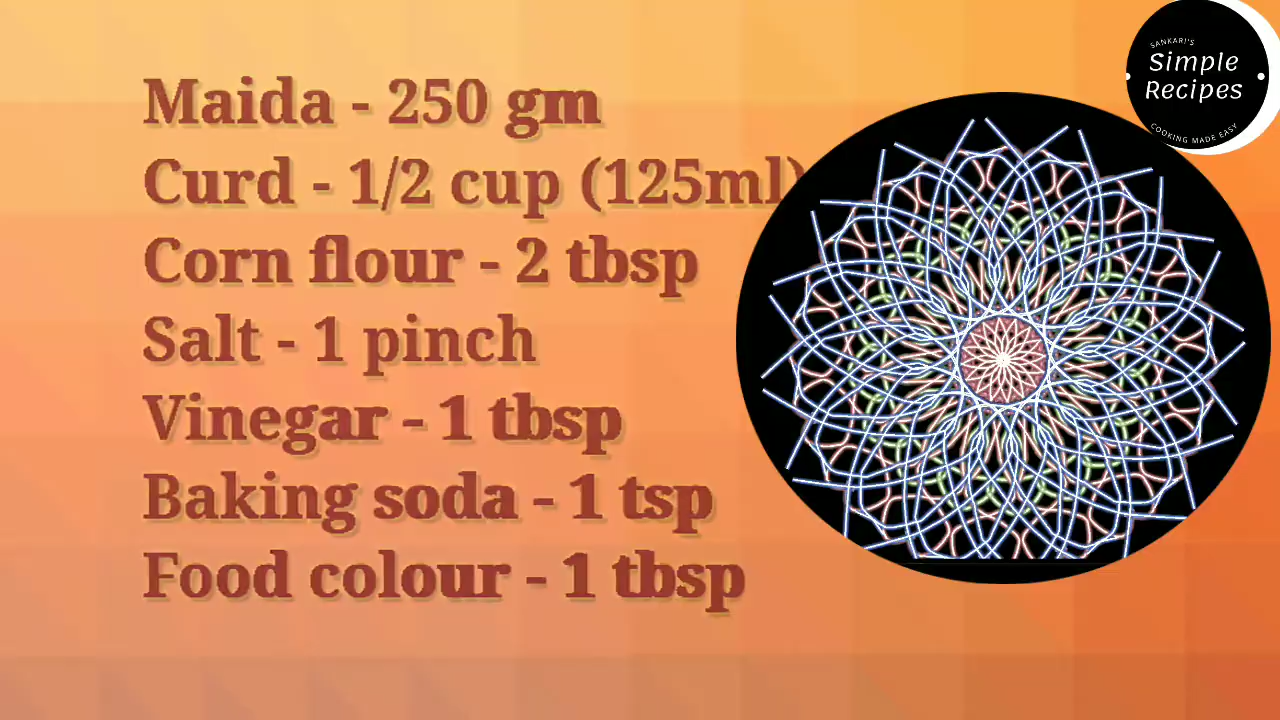 SANKARI'S
Simple
Recipes
COOKING MADE EASY
Maida - 250 gm
Curd - 1/2 cup (125ml)
Corn flour - 2 tbsp
Salt - 1 pinch
Vinegar - 1 tbsp
Baking soda - 1 tsp
Food colour - 1 tbsp